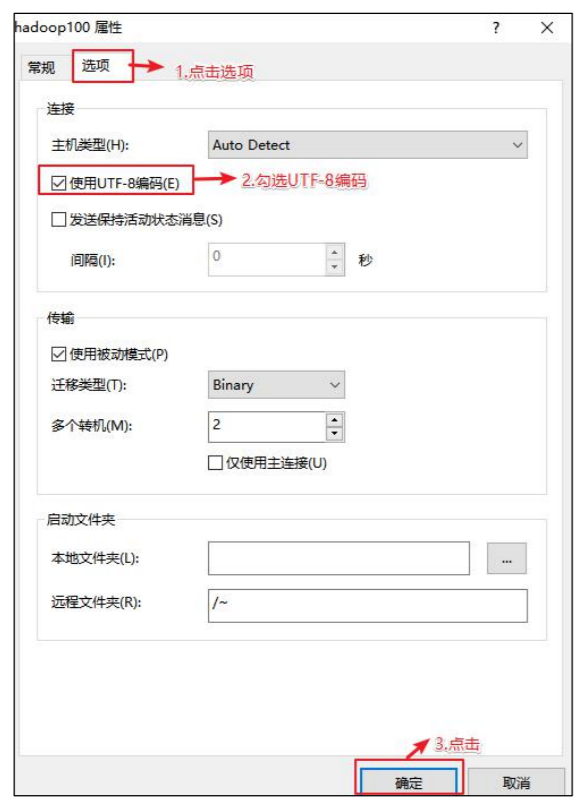 hadoop100 属性
?
常规 选项 1.点击选项
连接
主机类型(H): Auto Detect
使用UTF-8编码(E) 2.勾选UTF-8编码
发送保持活动状态消息(S)
间隔(I): 0 秒
传输
使用被动模式(P)
迁移类型(T): Binary
多个转机(M): 2
仅使用主连接(U)
启动文件夹
本地文件夹(L): ...
远程文件夹(R): /~
3.点击
确定 取消